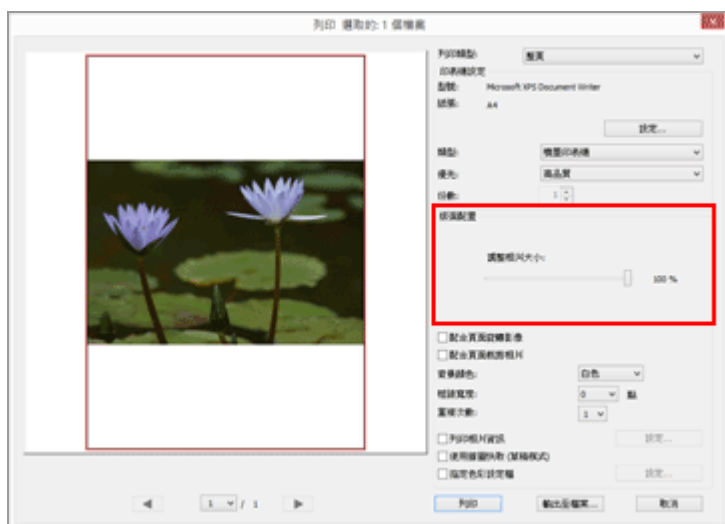 列印 選取的: 1 個檔案
列印類型: 整頁
印表機設定
型號: Microsoft XPS Document Writer
紙張: A4
設定...
類型: 噴墨印表機
優先: 高品質
份數: 1
版面配置
調整相片大小:
100 %
配合頁面旋轉影像
配合頁面裁剪相片
背景顏色: 白色
框線寬度: 0 點
重複次數: 1
列印相片資訊 設定...
使用描圖快取 (草稿模式)
指定色彩設定檔 設定...
1 / 1
列印 輸出至檔案... 取消